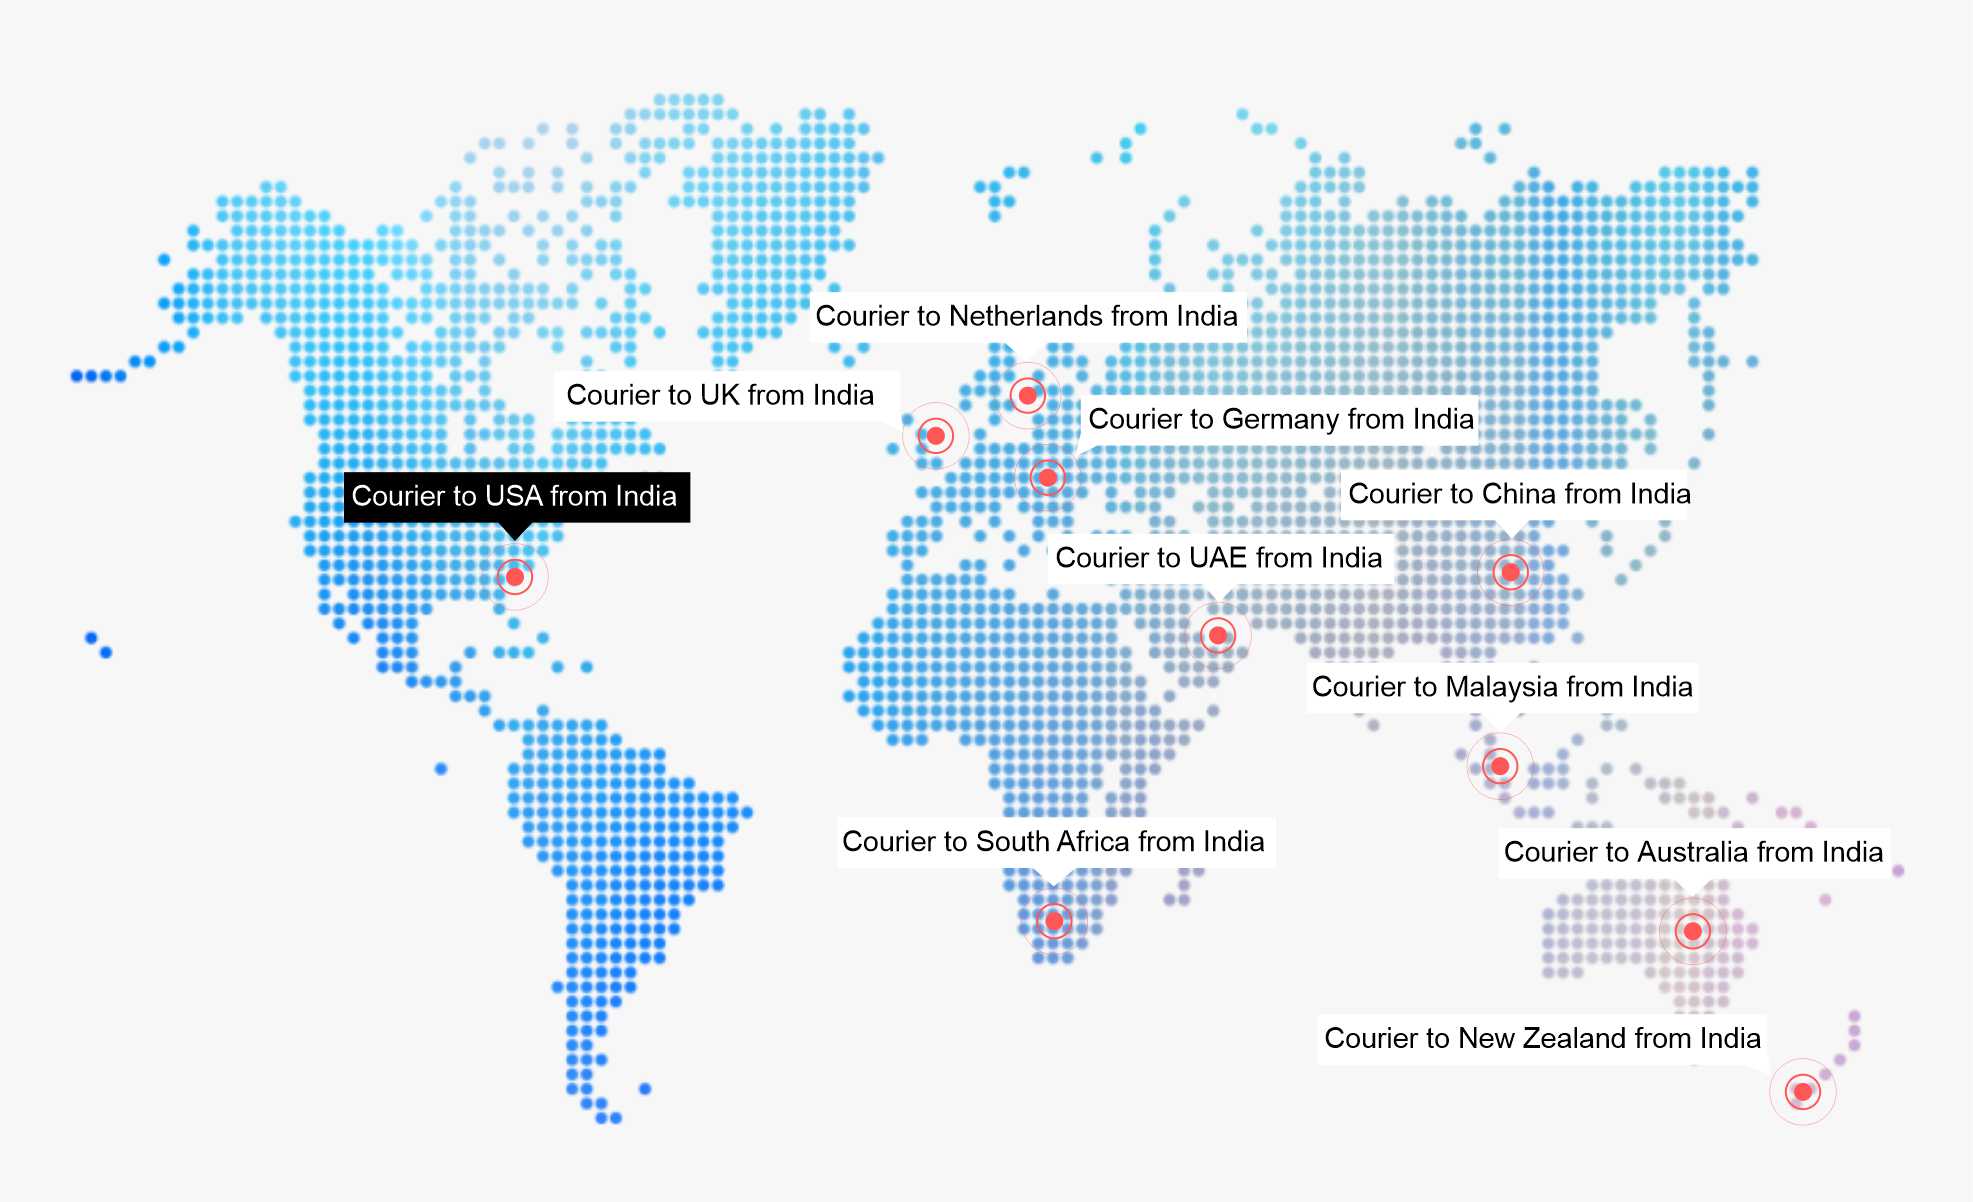 Courier to Netherlands from India
Courier to UK from India
Courier to Germany from India
Courier to USA from India
Courier to China from India
Courier to UAE from India
Courier to Malaysia from India
Courier to South Africa from India
Courier to Australia from India
Courier to New Zealand from India